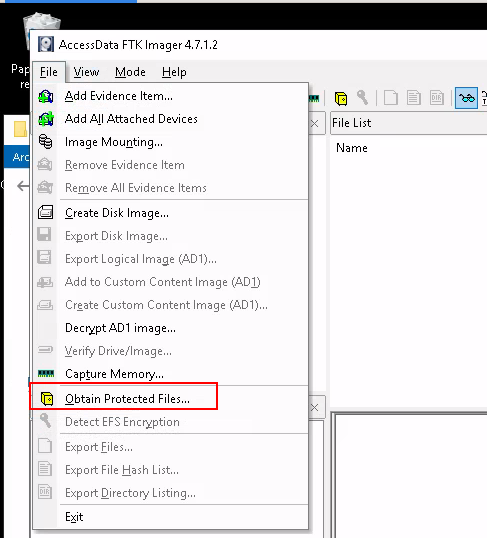 Pap
re
AccessData FTK Imager 4.7.1.2
File View Mode Help
Add Evidence Item...
Add All Attached Devices
Image Mounting...
Remove Evidence Item
Remove All Evidence Items
Create Disk Image...
Export Disk Image...
Export Logical Image (AD1)...
Add to Custom Content Image (AD1)
Create Custom Content Image (AD1)...
Decrypt AD1 image...
Verify Drive/Image...
Capture Memory...
Obtain Protected Files...
Detect EFS Encryption
Export Files...
Export File Hash List...
Export Directory Listing...
Exit
File List
Name
Arc